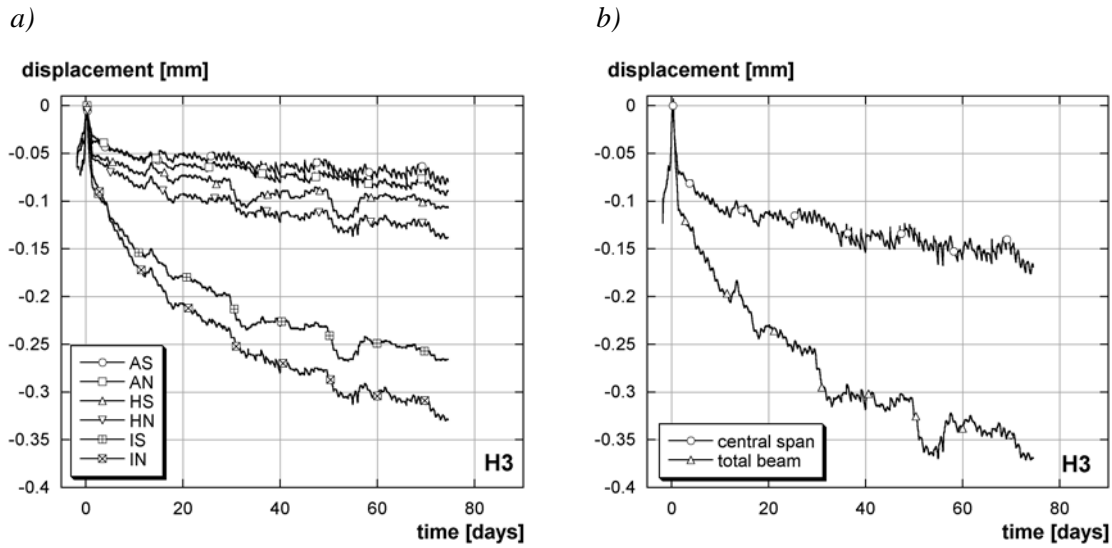 a)
displacement [mm]
0
-0.05
-0.1
-0.15
-0.2
-0.25
-0.3
-0.35
-0.4
AS
AN
HS
HN
IS
IN
H3
0 20 40 60 80
time [days]
b)
displacement [mm]
0
-0.05
-0.1
-0.15
-0.2
-0.25
-0.3
-0.35
-0.4
central span
total beam
H3
0 20 40 60 80
time [days]